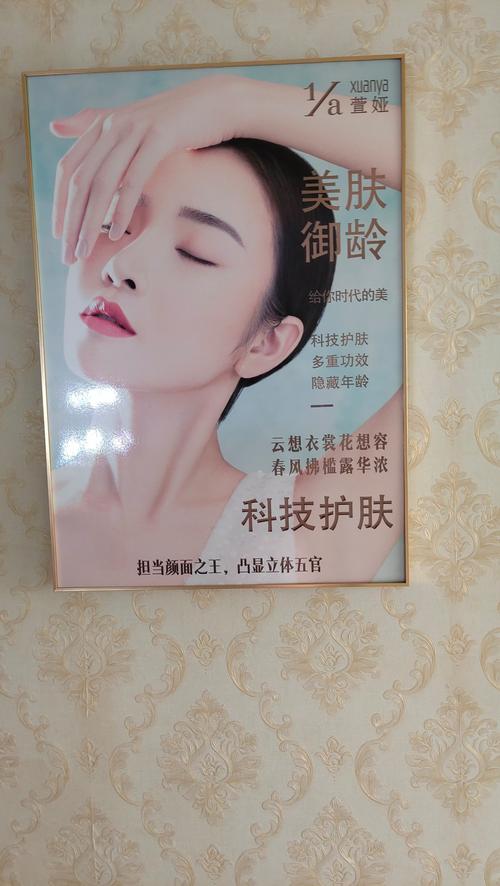 1/a xuanya
萱娅
美肤
御龄
给你时代的美
科技护肤
多重功效
隐藏年龄
云想衣裳花想容
春风拂槛露华浓
科技护肤
担当颜面之王，凸显立体五官